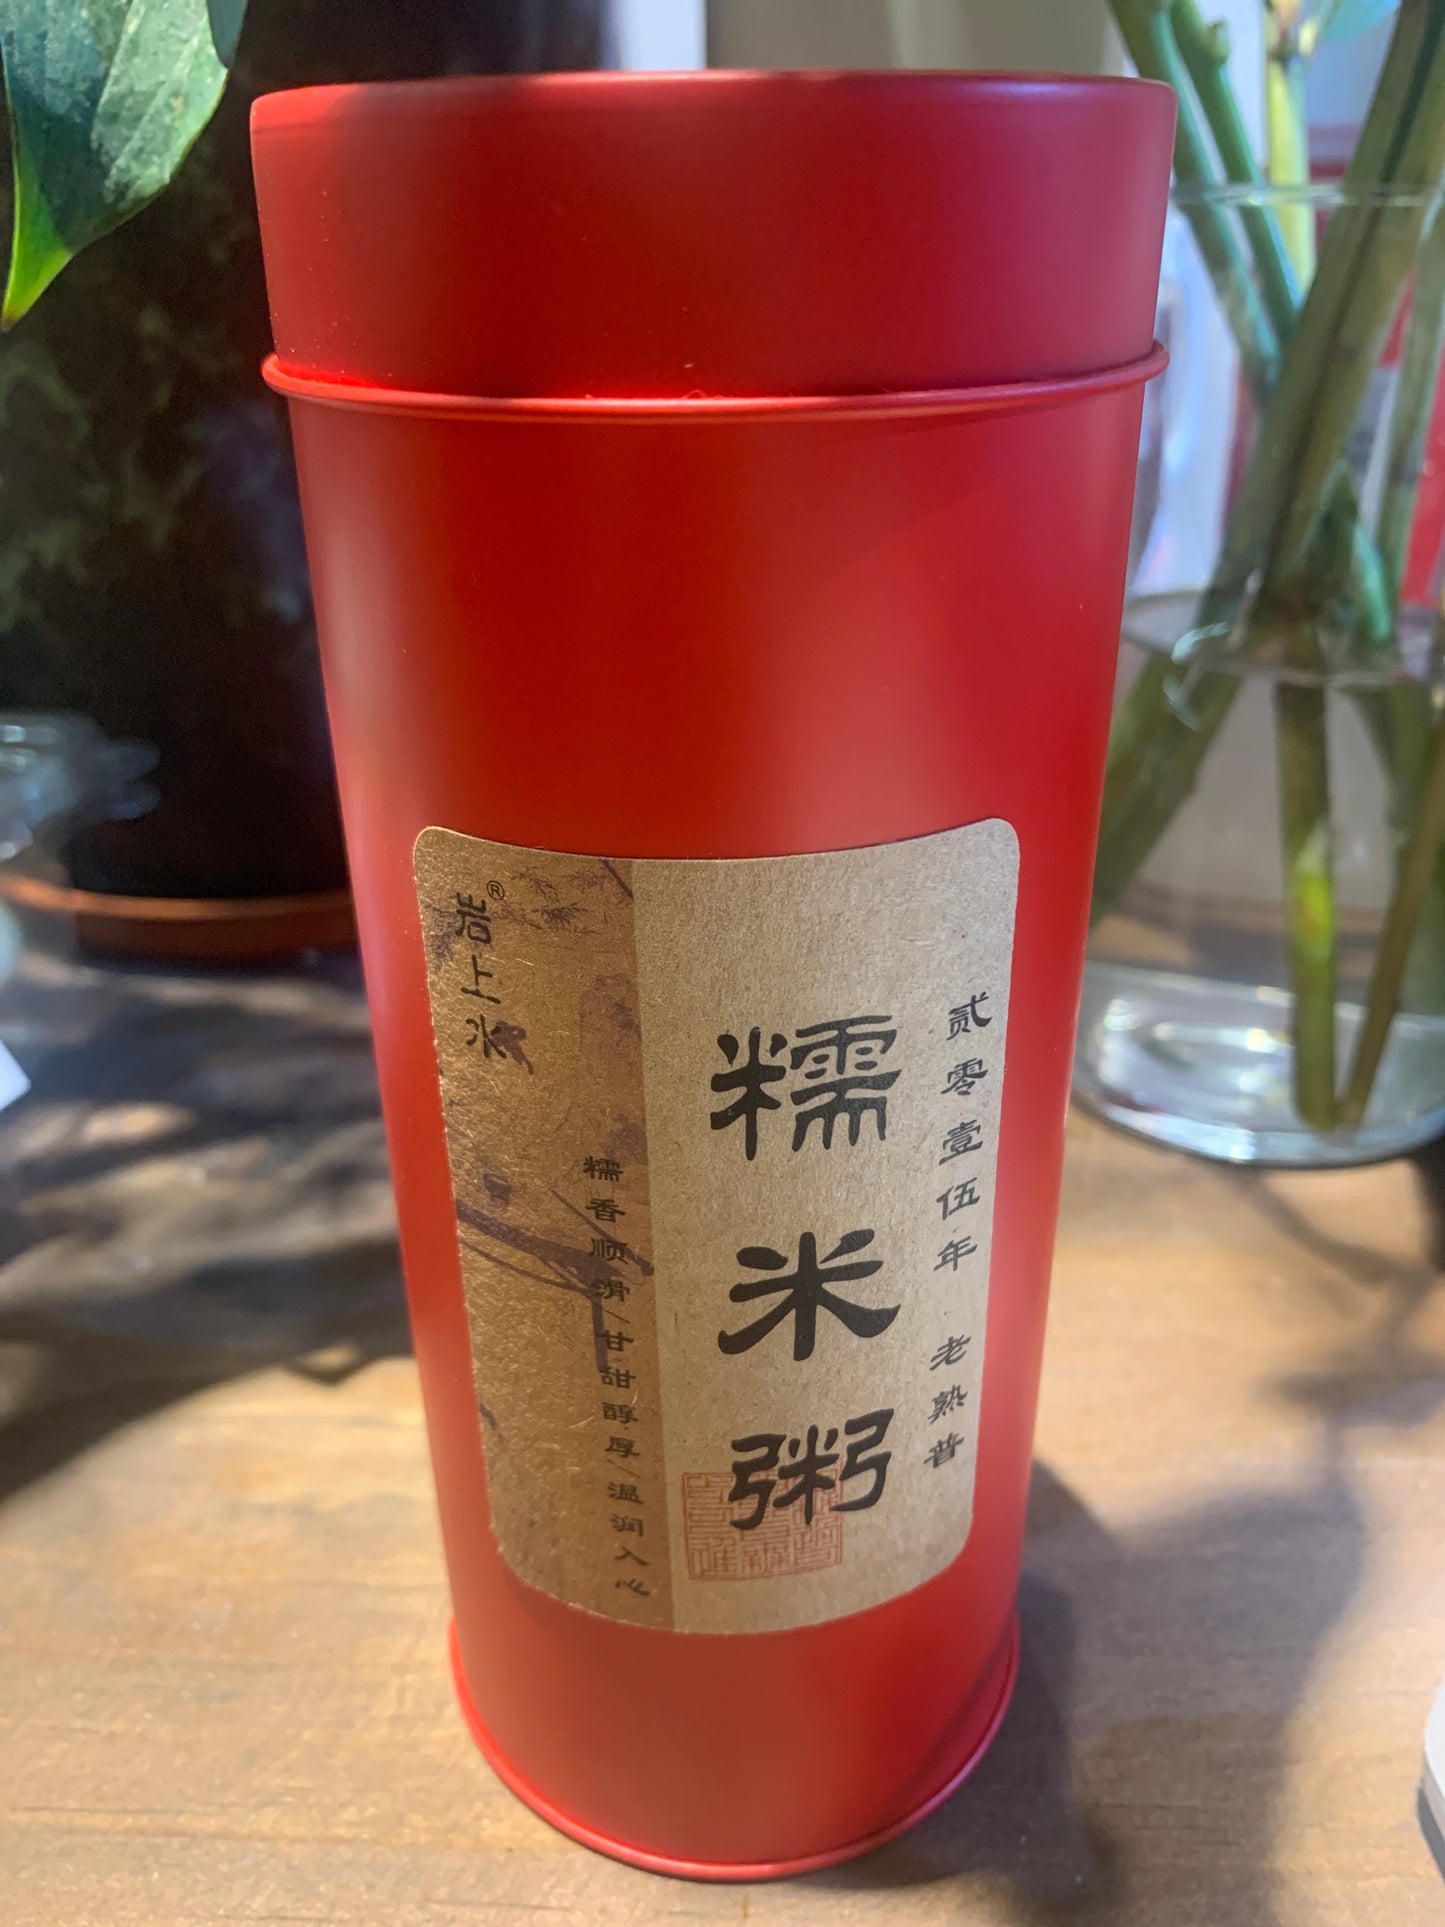 贰零壹伍年 老熟普
糯米粥
糯香顺滑/甘甜醇厚/温润入心
岩上水®